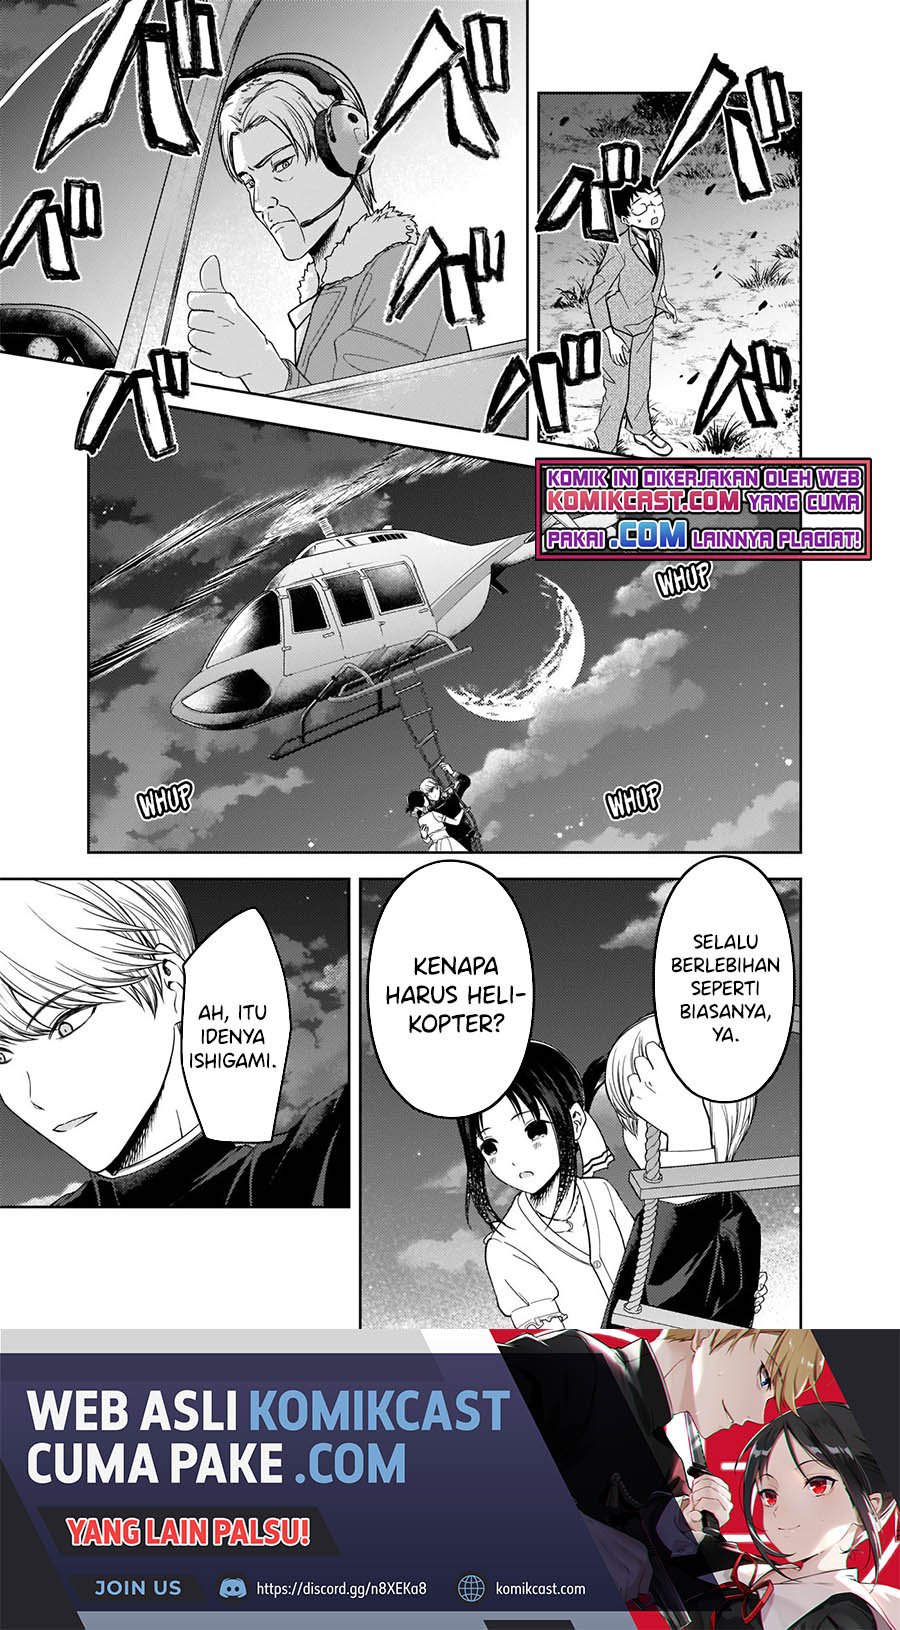 バ
バ
バ
バ
バ
バ
バ
バ
バ
バ
KOMIK INI DIKERJAKAN OLEH WEB
KOMIKCAST.COM YANG CUMA
PAKAI .COM LAINNYA PLAGIAT!
WHUP
WHUP
WHUP
SELALU
BERLEBIHAN
SEPERTI
BIASANYA,
YA.
KENAPA
HARUS HELI-
KOPTER?
AH, ITU
IDENYA
ISHIGAMI.
WEB ASLI KOMIKCAST
CUMA PAKE .COM
YANG LAIN PALSU!
JOIN US
https://discord.gg/n8XEKa8
komikcast.com